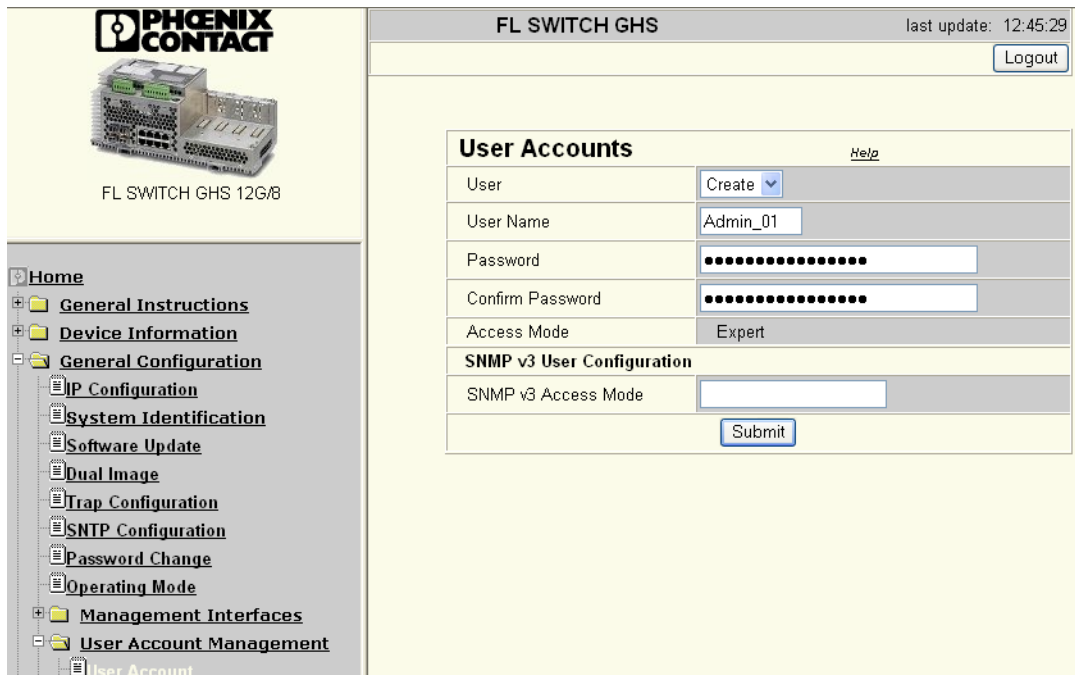 PHŒNIX
CONTACT
FL SWITCH GHS 12G/8
Home
General Instructions
Device Information
General Configuration
IP Configuration
System Identification
Software Update
Dual Image
Trap Configuration
SNTP Configuration
Password Change
Operating Mode
Management Interfaces
User Account Management
User Account
FL SWITCH GHS last update: 12:45:29
Logout
User Accounts Help
User Create
User Name Admin_01
Password ●●●●●●●●●●●●●●●●
Confirm Password ●●●●●●●●●●●●●●●●
Access Mode Expert
SNMP v3 User Configuration
SNMP v3 Access Mode
Submit